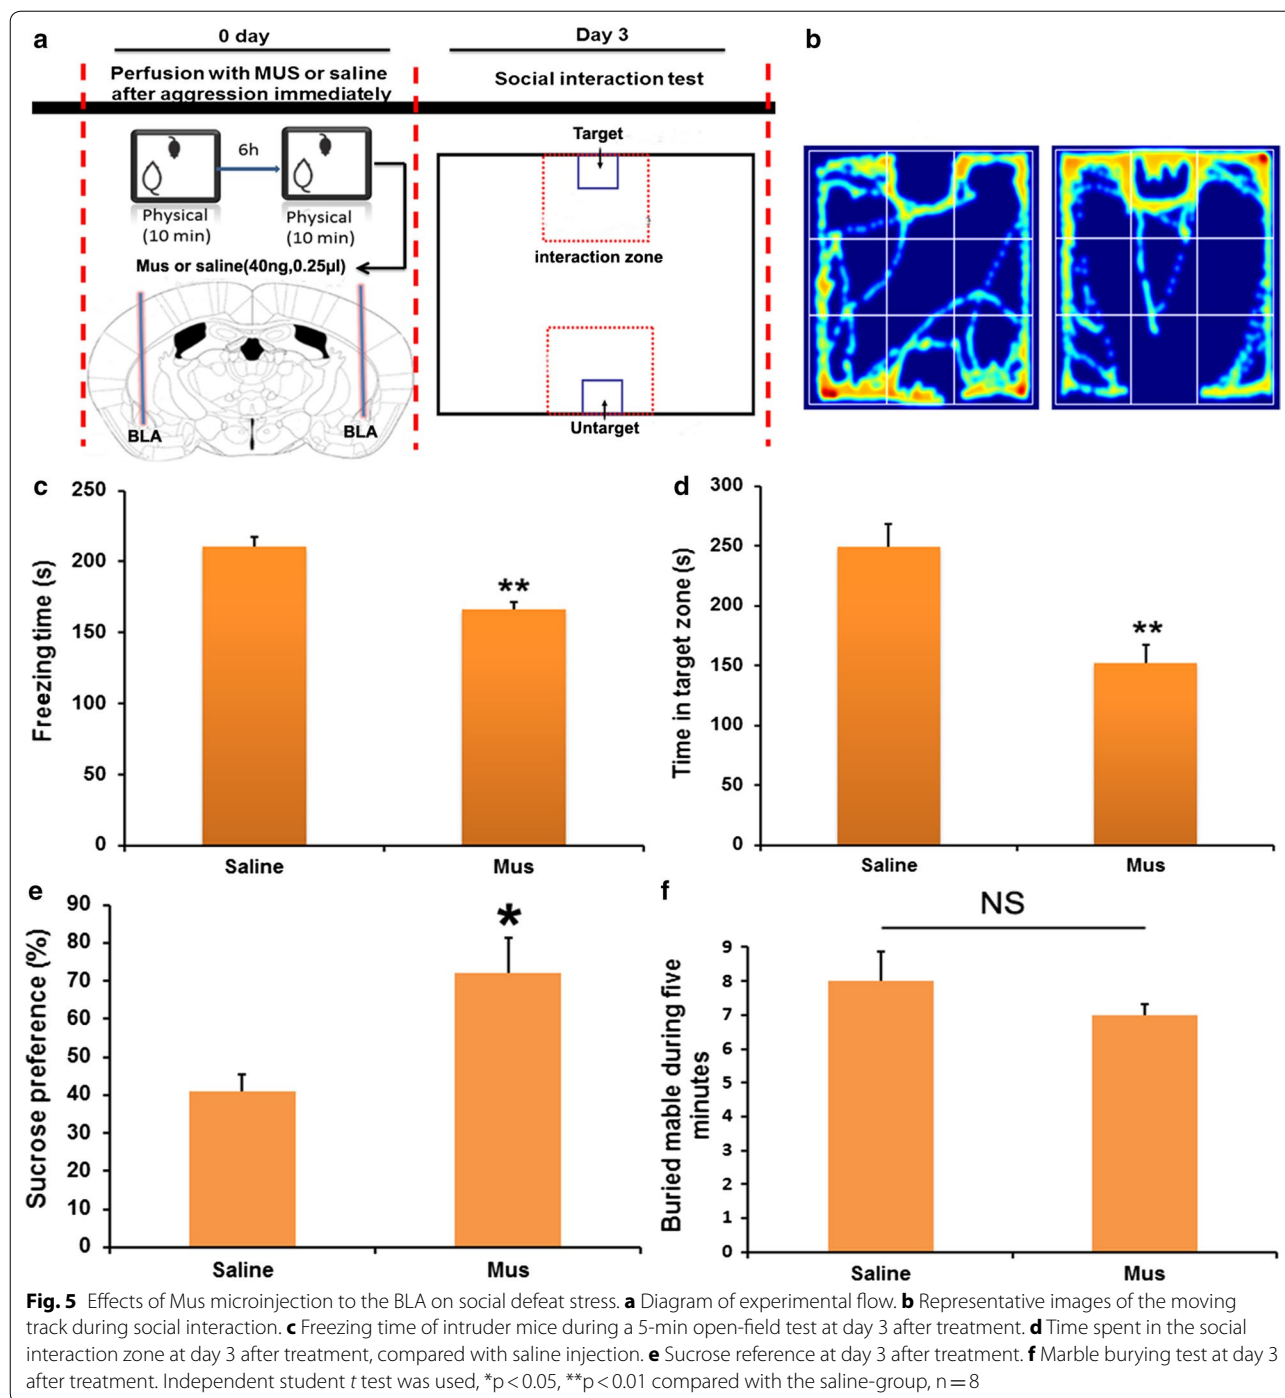 a
0 day
Day 3
b
Perfusion with MUS or saline
after aggression immediately
Social interaction test
6h
Physical
(10 min)
Physical
(10 min)
Mus or saline(40ng,0.25µl)
BLA
BLA
Target
interaction zone
Untarget
c
Freezing time (s)
250
200
150
100
50
0
**
Saline
Mus
d
Time in target zone (s)
300
250
200
150
100
50
0
**
Saline
Mus
e
Sucrose preference (%)
90
80
70
60
50
40
30
20
10
0
*
Saline
Mus
f
NS
Buried mable during five
minutes
9
8
7
6
5
4
3
2
1
0
Saline
Mus
Fig. 5 Effects of Mus microinjection to the BLA on social defeat stress. a Diagram of experimental flow. b Representative images of the moving
track during social interaction. c Freezing time of intruder mice during a 5-min open-field test at day 3 after treatment. d Time spent in the social
interaction zone at day 3 after treatment, compared with saline injection. e Sucrose reference at day 3 after treatment. f Marble burying test at day 3
after treatment. Independent student t test was used, *p < 0.05, **p < 0.01 compared with the saline-group, n = 8